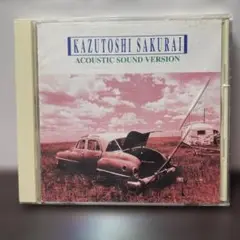 KAZUTOSHI SAKURAI
ACOUSTIC SOUND VERSION